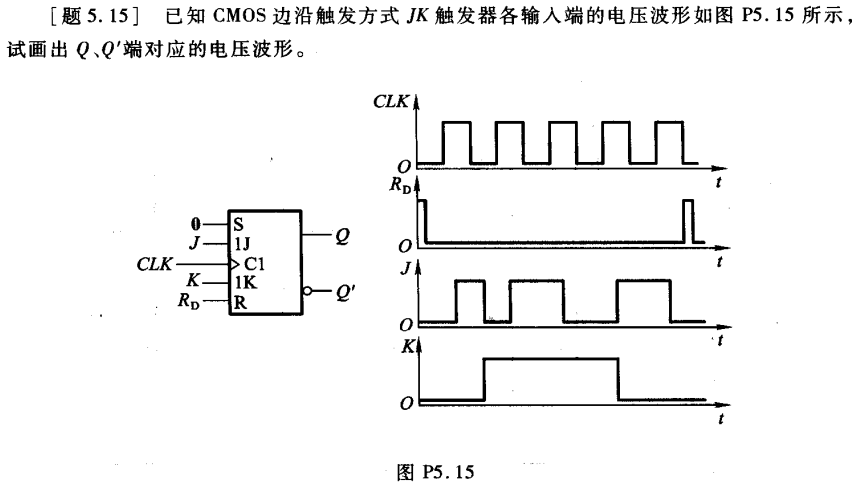 [题 5.15] 已知 CMOS 边沿触发方式 JK 触发器各输入端的电压波形如图 P5.15 所示,
试画出 Q、Q′端对应的电压波形。
CLK
O
t
R_D
O
t
J
O
t
K
O
t
0 S
J 1J
CLK C1
K 1K
R_D R
Q
Q′
图 P5.15